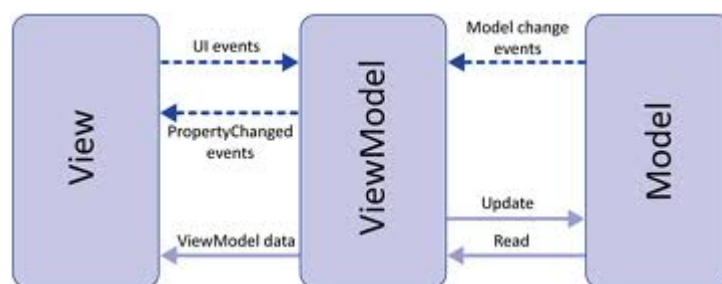 View
UI events
PropertyChanged
events
ViewModel data
ViewModel
Model change
events
Update
Read
Model